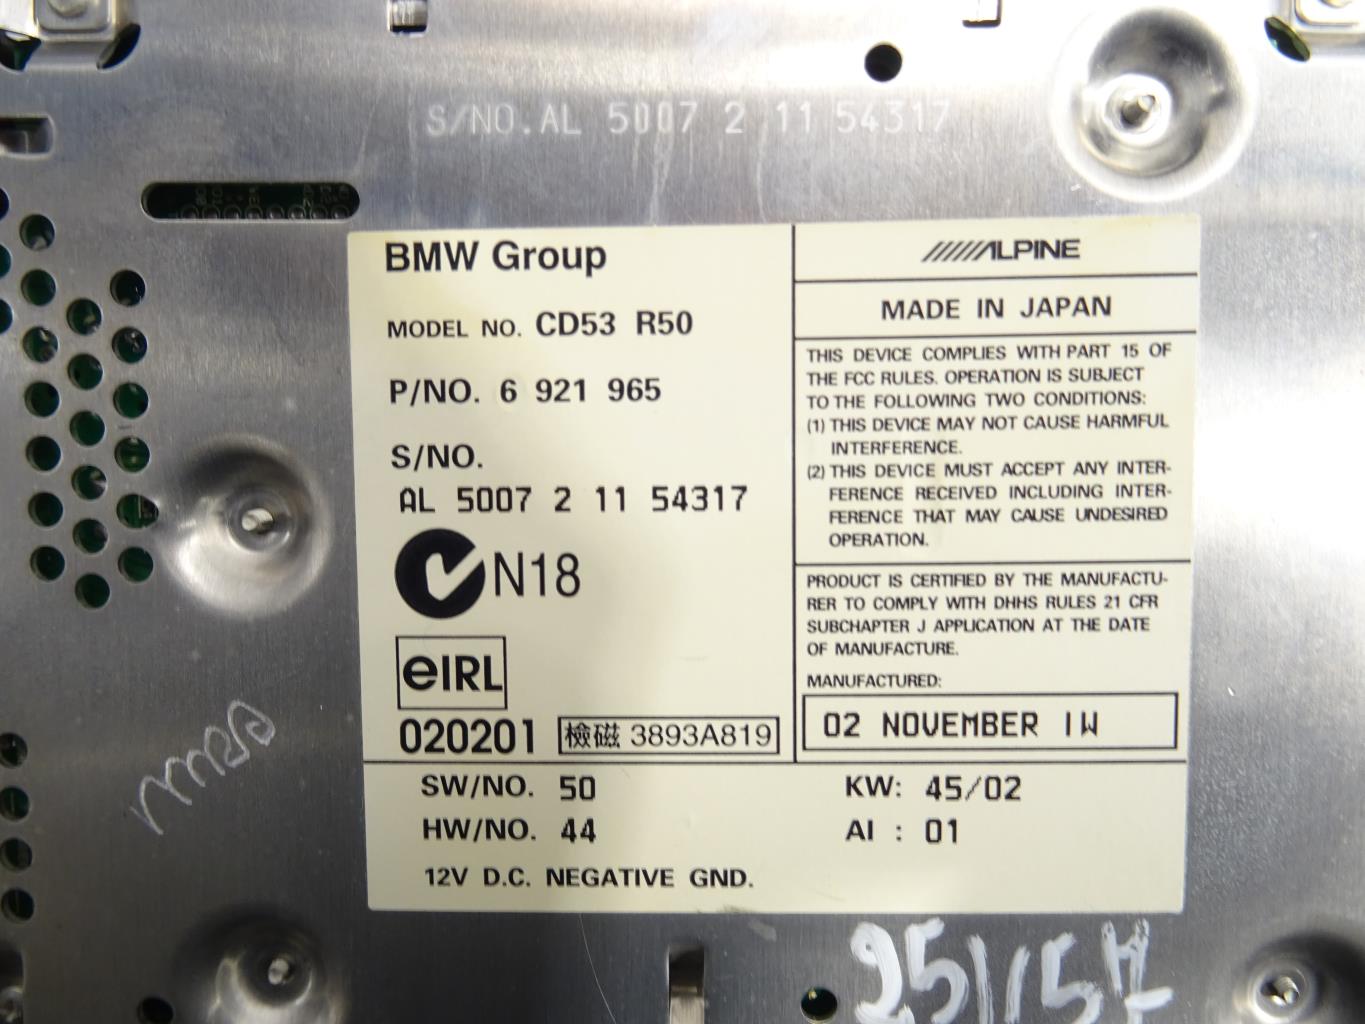 S/NO. AL 5007 2 11 54317
BMW Group
MODEL NO. CD53 R50
P/NO. 6 921 965
S/NO.
AL 5007 2 11 54317
N18
eIRL
020201
檢磁 3893A819
ALPINE
MADE IN JAPAN
THIS DEVICE COMPLIES WITH PART 15 OF
THE FCC RULES. OPERATION IS SUBJECT
TO THE FOLLOWING TWO CONDITIONS:
(1) THIS DEVICE MAY NOT CAUSE HARMFUL
INTERFERENCE.
(2) THIS DEVICE MUST ACCEPT ANY INTER-
FERENCE RECEIVED INCLUDING INTER-
FERENCE THAT MAY CAUSE UNDESIRED
OPERATION.
PRODUCT IS CERTIFIED BY THE MANUFACTU-
RER TO COMPLY WITH DHHS RULES 21 CFR
SUBCHAPTER J APPLICATION AT THE DATE
OF MANUFACTURE.
MANUFACTURED:
02 NOVEMBER IW
SW/NO. 50
HW/NO. 44
KW: 45/02
AI : 01
12V D.C. NEGATIVE GND.